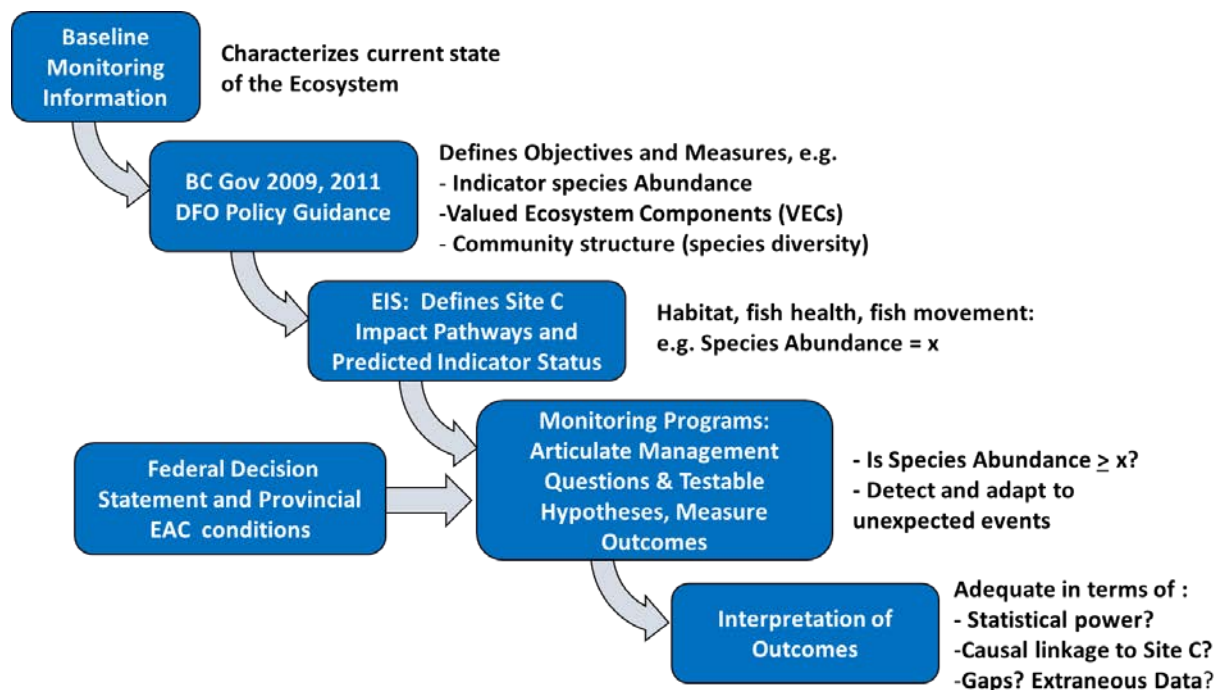 Baseline
Monitoring
Information
Characterizes current state
of the Ecosystem
BC Gov 2009, 2011
DFO Policy Guidance
Defines Objectives and Measures, e.g.
- Indicator species Abundance
-Valued Ecosystem Components (VECs)
- Community structure (species diversity)
EIS: Defines Site C
Impact Pathways and
Predicted Indicator Status
Habitat, fish health, fish movement:
e.g. Species Abundance = x
Federal Decision
Statement and Provincial
EAC conditions
Monitoring Programs:
Articulate Management
Questions & Testable
Hypotheses, Measure
Outcomes
- Is Species Abundance ≥ x?
- Detect and adapt to
unexpected events
Interpretation of
Outcomes
Adequate in terms of :
- Statistical power?
-Causal linkage to Site C?
-Gaps? Extraneous Data?